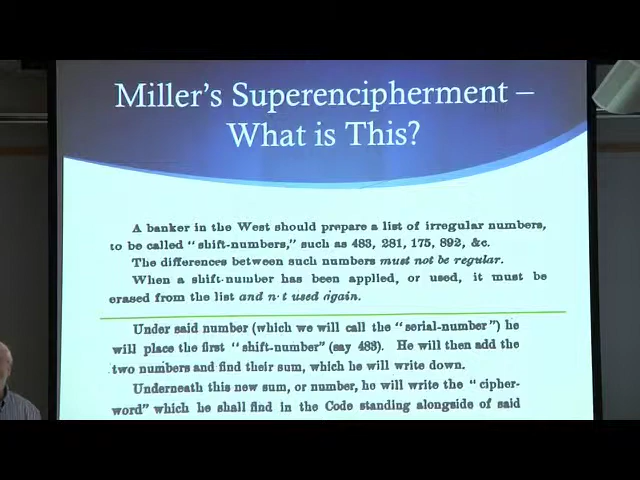 Miller's Superencipherment –
What is This?
A banker in the West should prepare a list of irregular numbers,
to be called "shift-numbers," such as 483, 281, 175, 892, &c.
The differences between such numbers must not be regular.
When a shift-number has been applied, or used, it must be
erased from the list and n·t used again.
Under said number (which we will call the "serial-number") he
will place the first "shift-number" (say 483). He will then add the
two numbers and find their sum, which he will write down.
Underneath this new sum, or number, he will write the "cipher-
word" which he shall find in the Code standing alongside of said